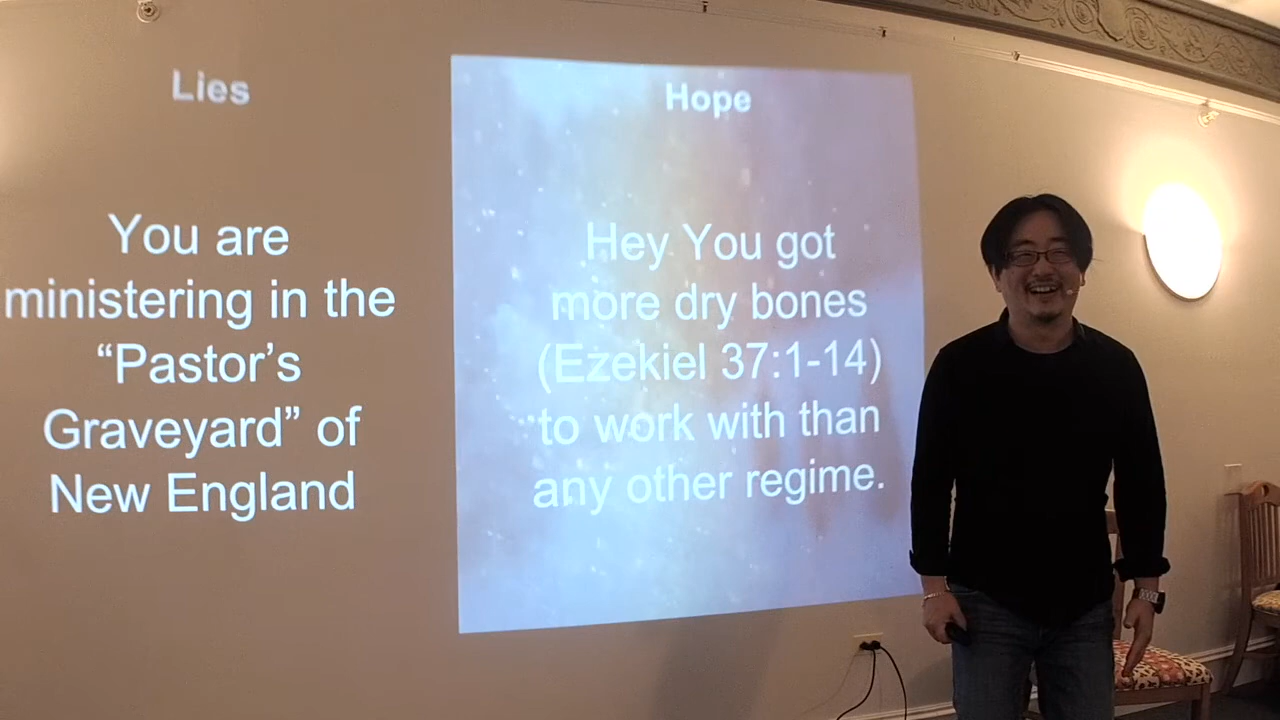 Lies
You are
ministering in the
“Pastor’s
Graveyard” of
New England
Hope
Hey You got
more dry bones
(Ezekiel 37:1-14)
to work with than
any other regime.